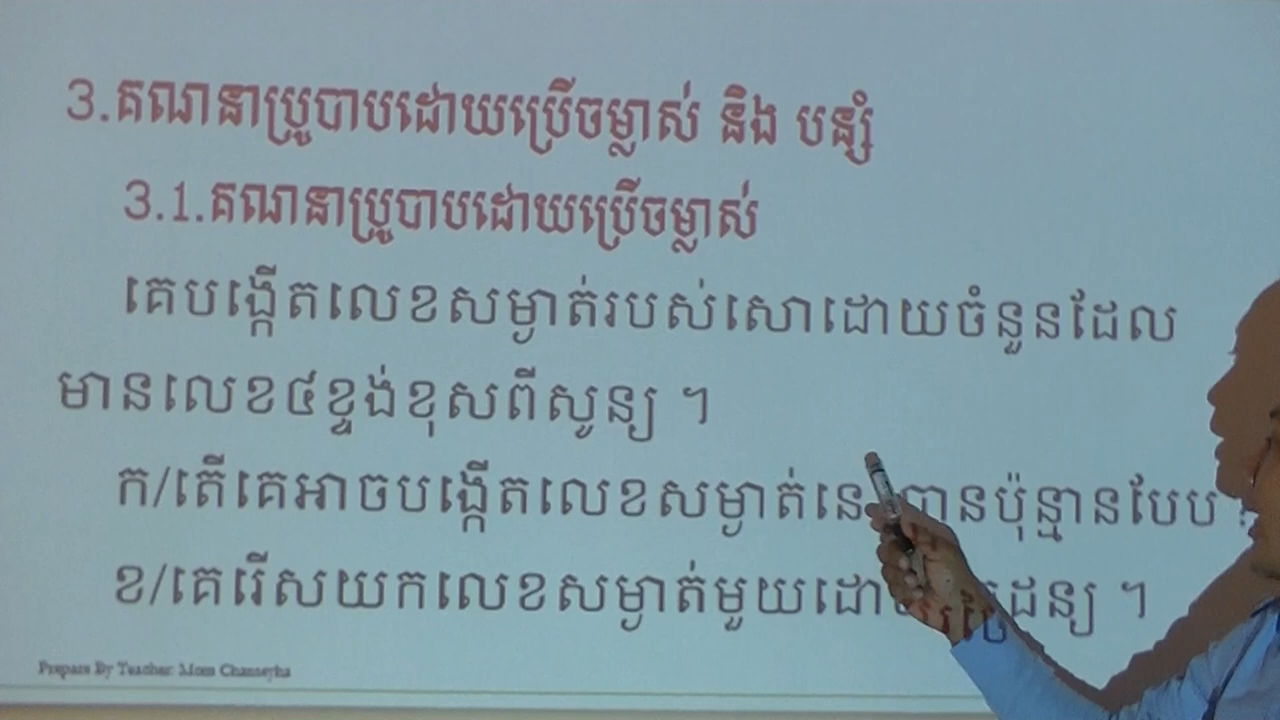 3.គណនាប្រូបាបដោយប្រើចម្លាស់ និង បន្សំ
3.1.គណនាប្រូបាបដោយប្រើចម្លាស់
គេបង្កើតលេខសម្ងាត់របស់សោដោយចំនួនដែល
មានលេខ៤ខ្ទង់ខុសពីសូន្យ ។
ក/តើគេអាចបង្កើតលេខសម្ងាត់នេះបានប៉ុន្មានបែប
ខ/គេរើសយកលេខសម្ងាត់មួយដោយចៃដន្យ ។
Prepare By Teacher: Mom Chanseyha